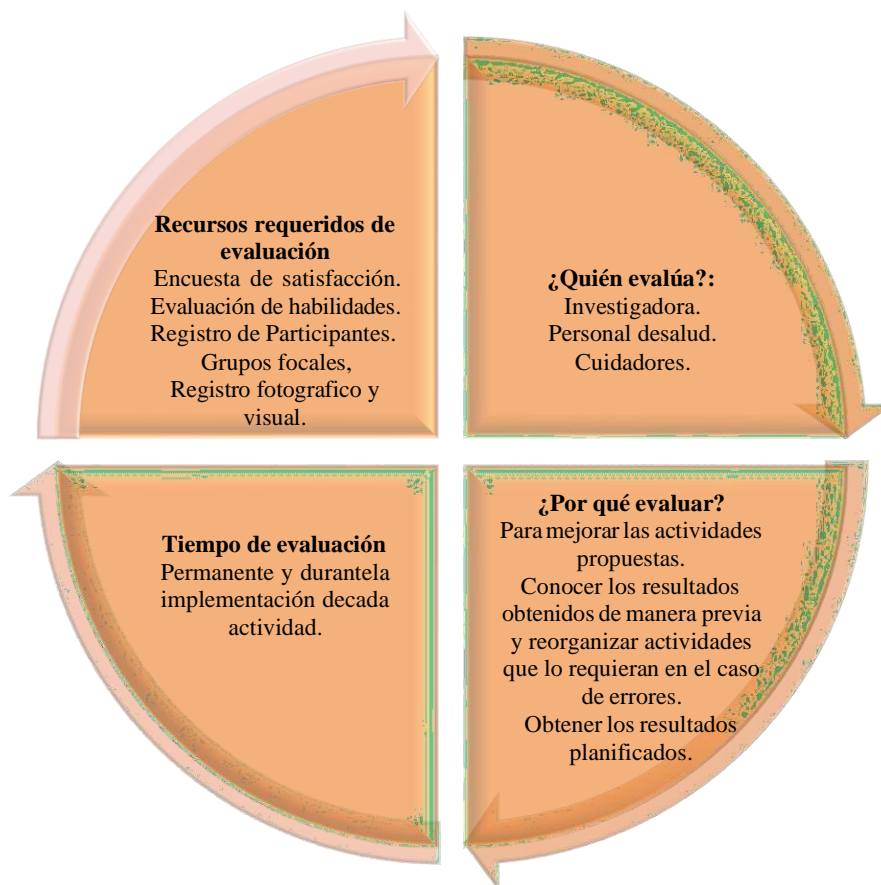 Recursos requeridos de
evaluación
Encuesta de satisfacción.
Evaluación de habilidades.
Registro de Participantes.
Grupos focales,
Registro fotografico y
visual.
¿Quién evalúa?:
Investigadora.
Personal desalud.
Cuidadores.
Tiempo de evaluación
Permanente y durantela
implementación decada
actividad.
¿Por qué evaluar?
Para mejorar las actividades
propuestas.
Conocer los resultados
obtenidos de manera previa
y reorganizar actividades
que lo requieran en el caso
de errores.
Obtener los resultados
planificados.